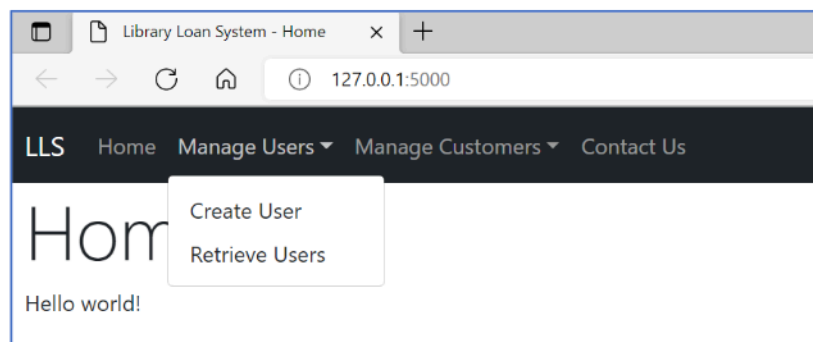 Library Loan System - Home
127.0.0.1:5000
LLS Home Manage Users Manage Customers Contact Us
Create User
Retrieve Users
Hom
Hello world!